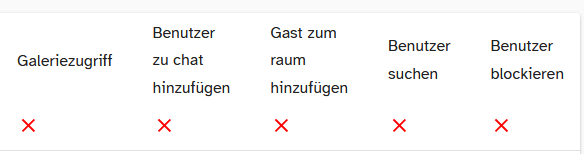 Galeriezugriff
Benutzer
zu chat
hinzufügen
Gast zum
raum
hinzufügen
Benutzer
suchen
Benutzer
blockieren